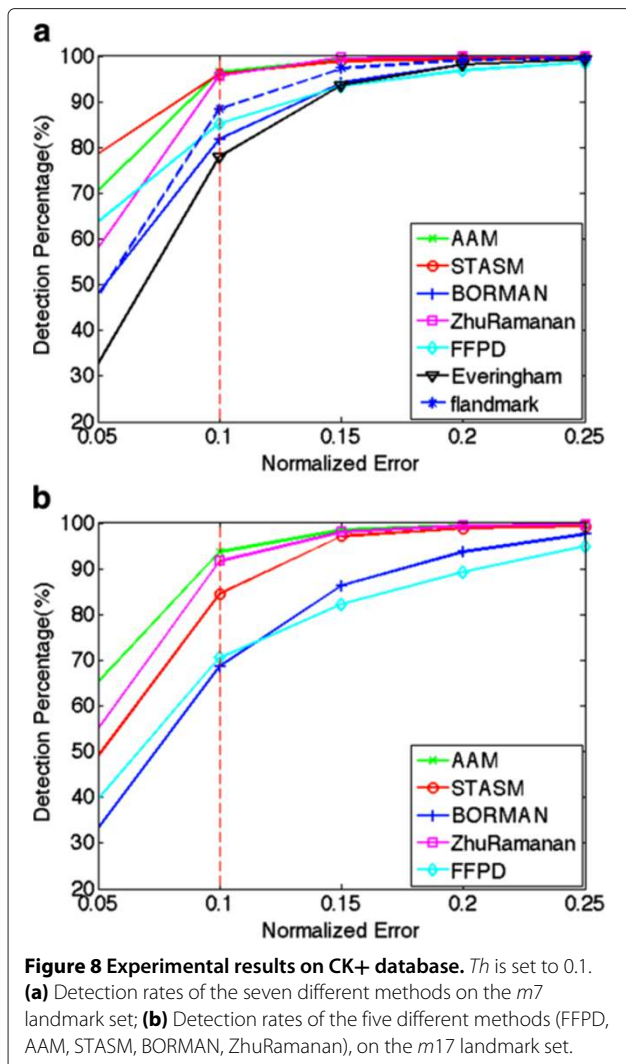 a
100
90
80
70
60
50
40
30
20
Detection Percentage(%)
AAM
STASM
BORMAN
ZhuRamanan
FFPD
Everingham
flandmark
0.05 0.1 0.15 0.2 0.25
Normalized Error
b
100
90
80
70
60
50
40
30
20
Detection Percentage(%)
AAM
STASM
BORMAN
ZhuRamanan
FFPD
0.05 0.1 0.15 0.2 0.25
Normalized Error
Figure 8 Experimental results on CK+ database. Th is set to 0.1.
(a) Detection rates of the seven different methods on the m7
landmark set; (b) Detection rates of the five different methods (FFPD,
AAM, STASM, BORMAN, ZhuRamanan), on the m17 landmark set.